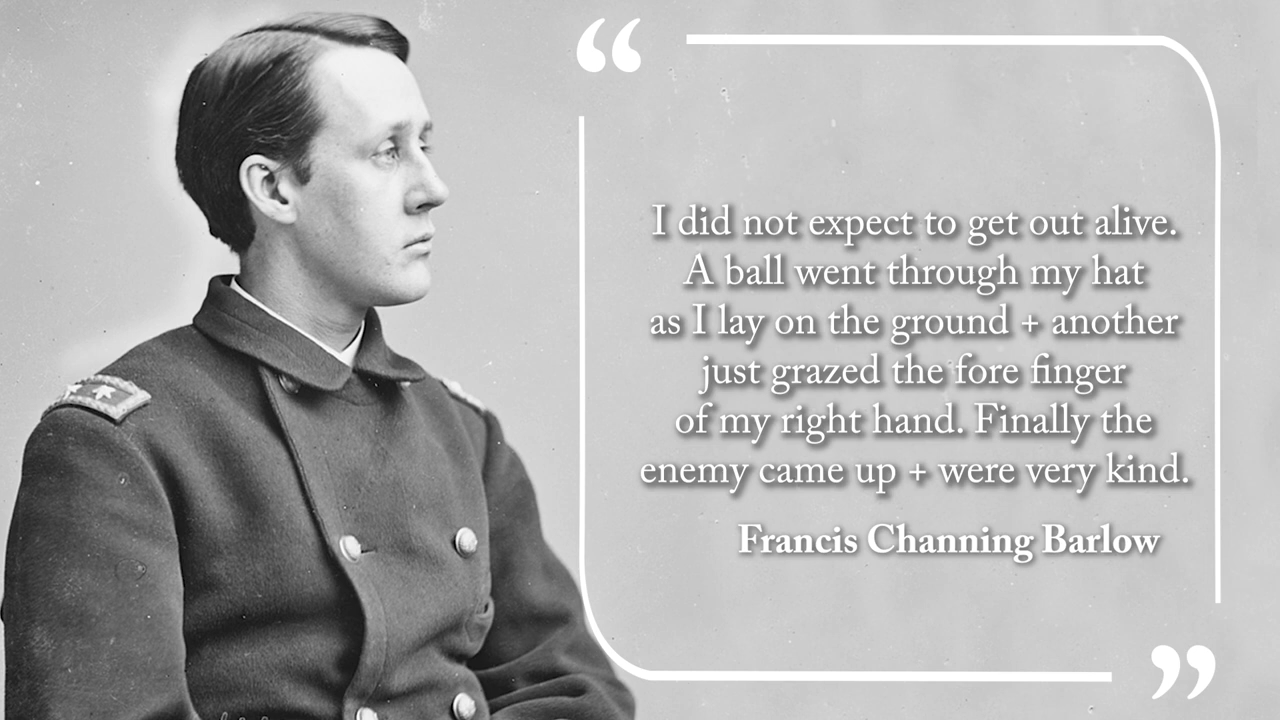 I did not expect to get out alive.
A ball went through my hat
as I lay on the ground + another
just grazed the fore finger
of my right hand. Finally the
enemy came up + were very kind.
Francis Channing Barlow